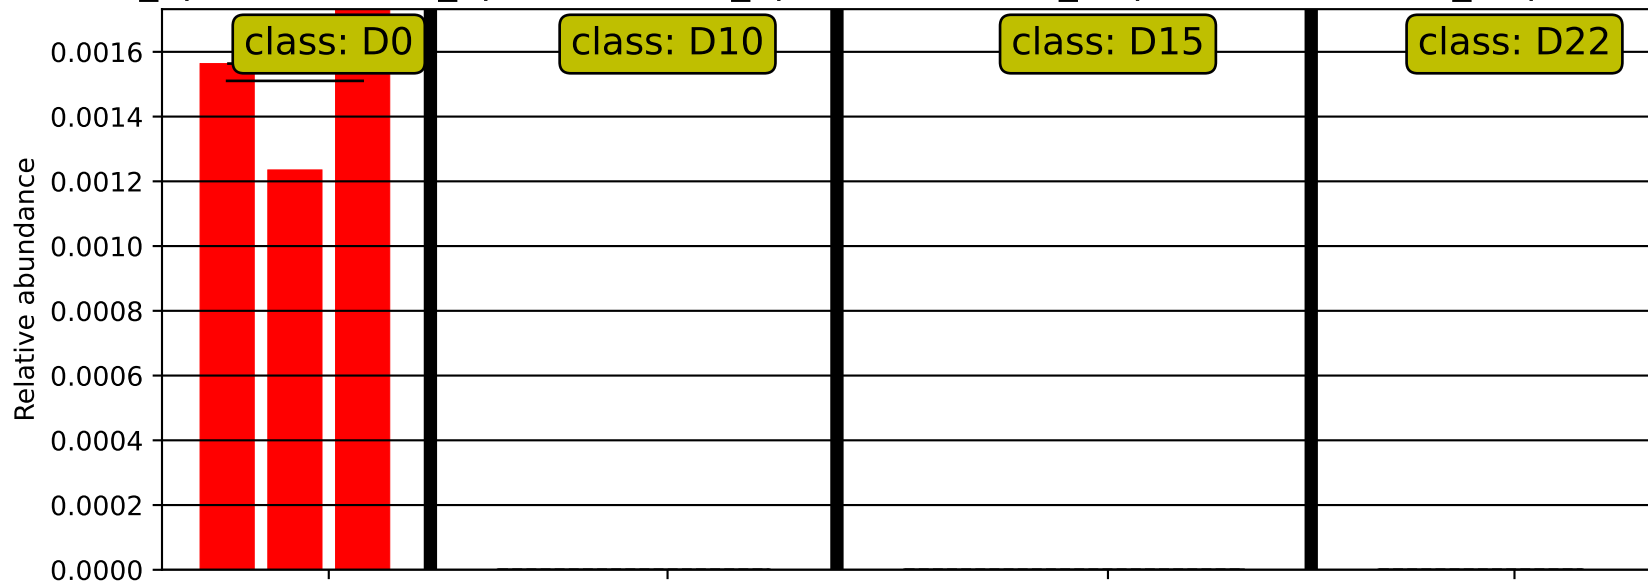 class: D0
class: D10
class: D15
class: D22
0.0016
0.0014
0.0012
0.0010
0.0008
0.0006
0.0004
0.0002
0.0000
Relative abundance